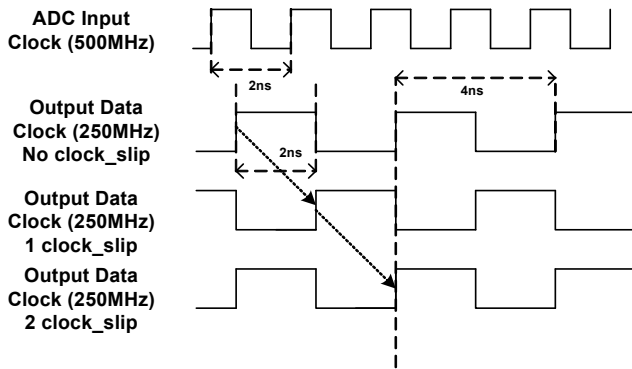 ADC Input
Clock (500MHz)
2ns
4ns
Output Data
Clock (250MHz)
No clock_slip
2ns
Output Data
Clock (250MHz)
1 clock_slip
Output Data
Clock (250MHz)
2 clock_slip